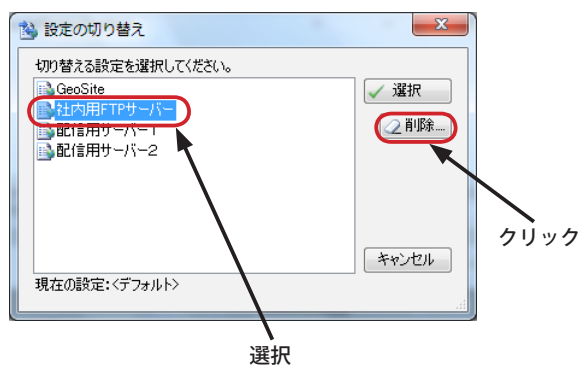 設定の切り替え
切り替える設定を選択してください。
GeoSite
社内用FTPサーバー
配信用サーバー1
配信用サーバー2
選択
削除...
キャンセル
現在の設定:<デフォルト>
クリック
選択